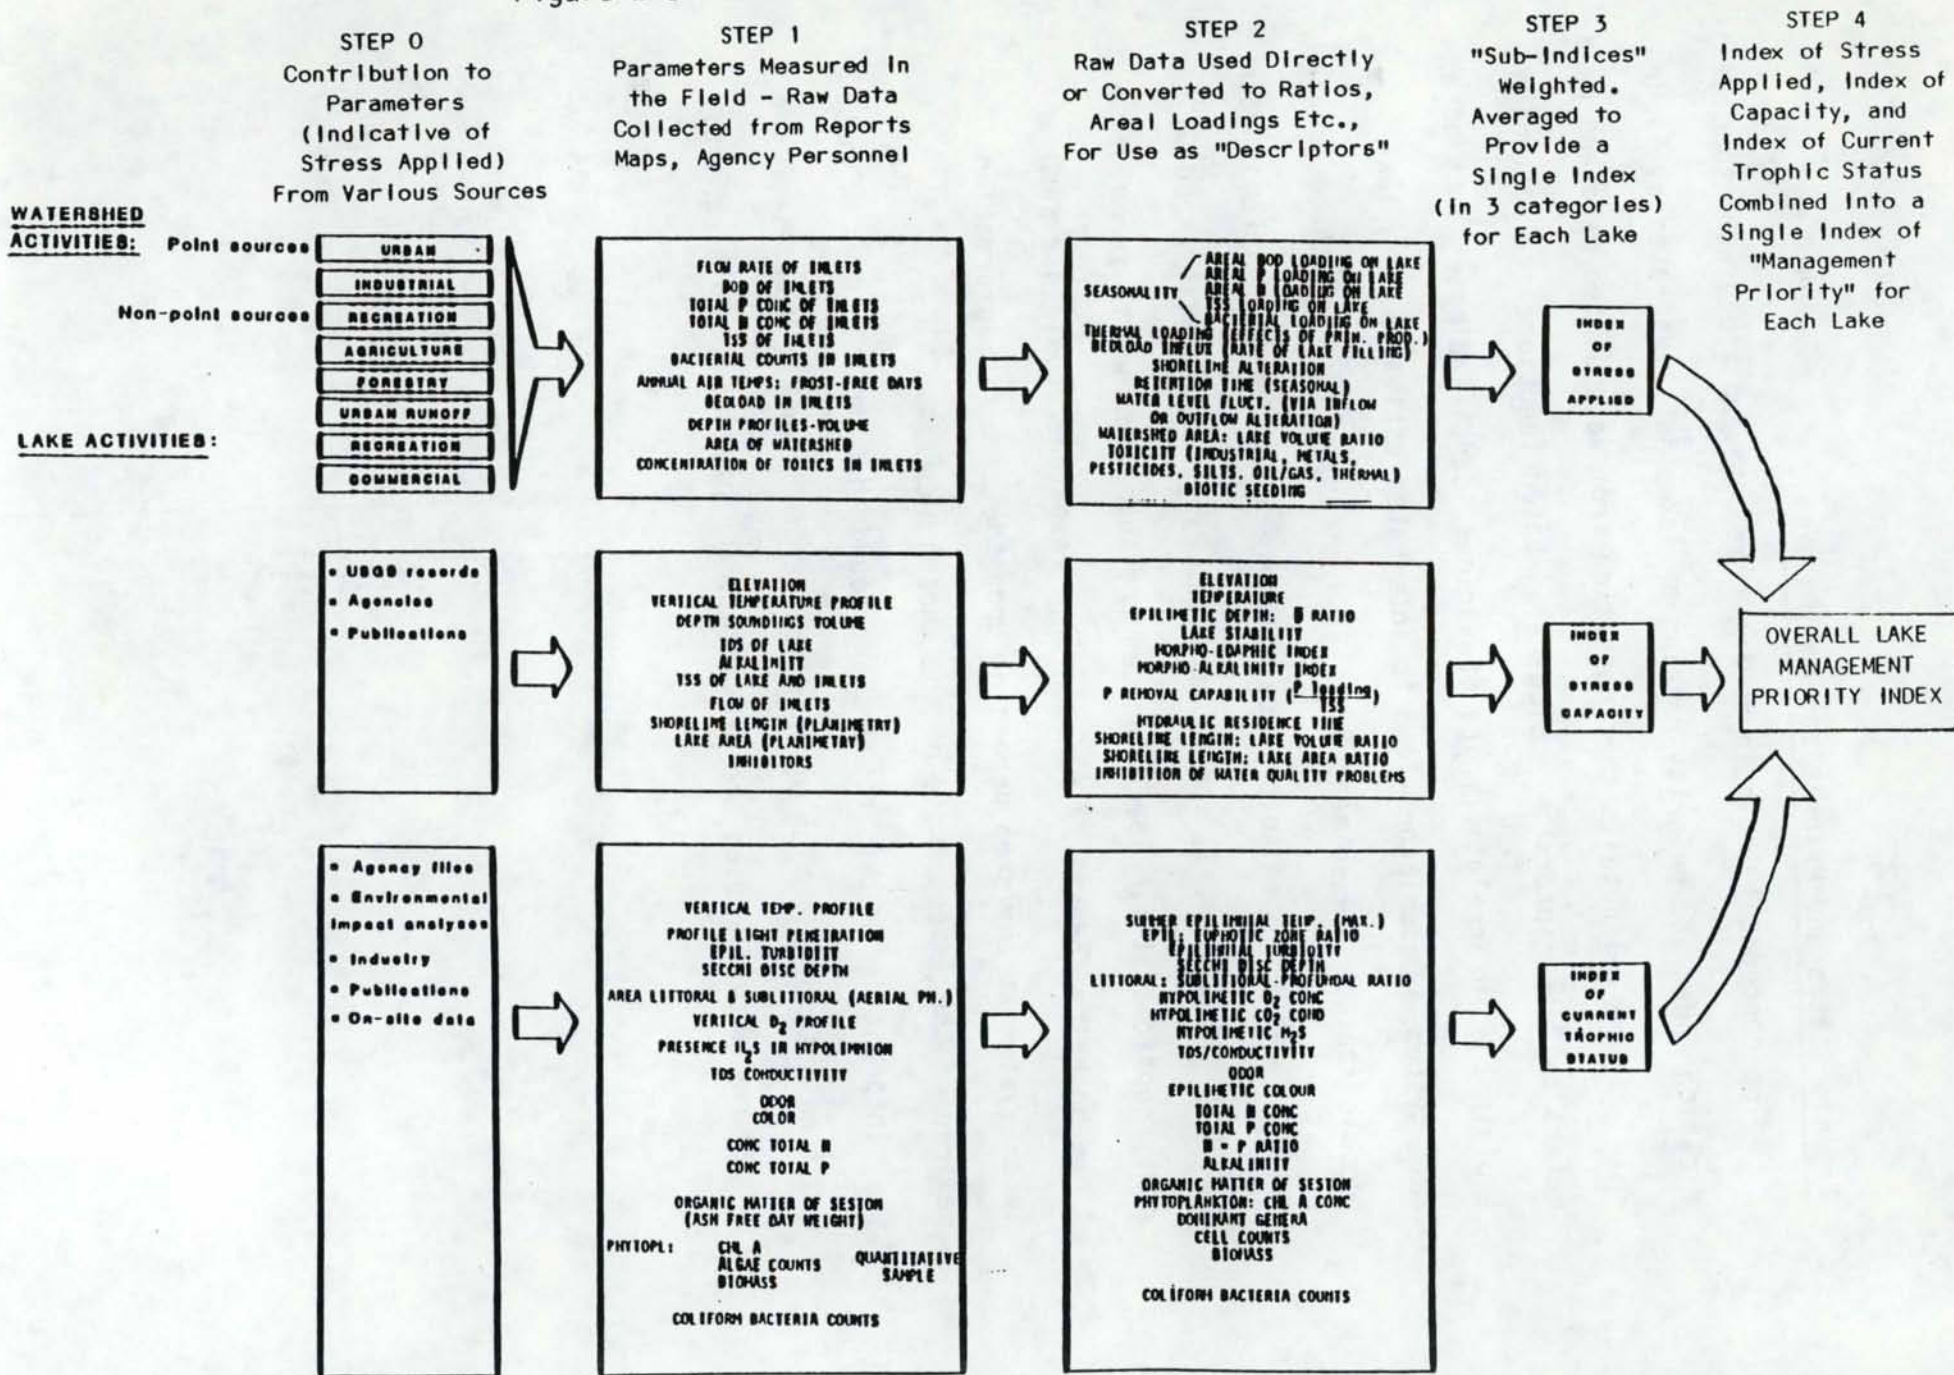 STEP 0
Contribution to
Parameters
(Indicative of
Stress Applied)
From Various Sources
STEP 1
Parameters Measured in
the Field - Raw Data
Collected from Reports
Maps, Agency Personnel
STEP 2
Raw Data Used Directly
or Converted to Ratios,
Areal Loadings Etc.,
For Use as "Descriptors"
STEP 3
"Sub-Indices"
Weighted.
Averaged to
Provide a
Single Index
(in 3 categories)
for Each Lake
STEP 4
Index of Stress
Applied, Index of
Capacity, and
Index of Current
Trophic Status
Combined Into a
Single Index of
"Management
Priority" for
Each Lake
WATERSHED
ACTIVITIES:
Point sources
Non-point sources
LAKE ACTIVITIES:
URBAN
INDUSTRIAL
RECREATION
AGRICULTURE
FORESTRY
URBAN RUNOFF
RECREATION
COMMERCIAL
FLOW RATE OF INLETS
BOD OF INLETS
TOTAL P CONC OF INLETS
TOTAL N CONC OF INLETS
TSS OF INLETS
BACTERIAL COUNTS IN INLETS
ANNUAL AIR TEMPS: FROST-FREE DAYS
BEDLOAD IN INLETS
DEPTH PROFILES-VOLUME
AREA OF WATERSHED
CONCENTRATION OF TOXICS IN INLETS
SEASONALITY
AREAL BOD LOADING ON LAKE
AREAL P LOADING ON LAKE
AREAL N LOADING ON LAKE
TSS LOADING ON LAKE
BACTERIAL LOADING ON LAKE
THERMAL LOADING (EFFECTS OF PRIN. PROD.)
BEDLOAD INFLUX (RATE OF LAKE FILLING)
SHORELINE ALTERATION
RETENTION TIME (SEASONAL)
WATER LEVEL FLUCT. (VIA INFLOW
OR OUTFLOW ALTERATION)
WATERSHED AREA: LAKE VOLUME RATIO
TOXICITY (INDUSTRIAL, METALS,
PESTICIDES, SILTS, OIL/GAS, THERMAL)
BIOTIC SEEDING
INDEX
OF
STRESS
APPLIED
• USGS records
• Agencies
• Publications
ELEVATION
VERTICAL TEMPERATURE PROFILE
DEPTH SOUNDINGS VOLUME
TDS OF LAKE
ALKALINITY
TSS OF LAKE AND INLETS
FLOW OF INLETS
SHORELINE LENGTH (PLANIMETRY)
LAKE AREA (PLANIMETRY)
INHIBITORS
ELEVATION
TEMPERATURE
EPILIMETIC DEPTH: RATIO
LAKE STABILITY
MORPHO-EDAPHIC INDEX
MORPHO-ALKALINITY INDEX
P REMOVAL CAPABILITY (P loading
TSS)
HYDRAULIC RESIDENCE TIME
SHORELINE LENGTH: LAKE VOLUME RATIO
SHORELINE LENGTH: LAKE AREA RATIO
INHIBITION OF WATER QUALITY PROBLEMS
INDEX
OF
STRESS
CAPACITY
OVERALL LAKE
MANAGEMENT
PRIORITY INDEX
• Agency files
• Environmental
Impact analyses
• Industry
• Publications
• On-site data
VERTICAL TEMP. PROFILE
PROFILE LIGHT PENETRATION
EPIL. TURBIDITY
SECCHI DISC DEPTH
AREA LITTORAL & SUBLITTORAL (AERIAL PH.)
VERTICAL O2 PROFILE
PRESENCE H2S IN HYPOLIMNION
TDS CONDUCTIVITY
ODOR
COLOR
CONC TOTAL N
CONC TOTAL P
ORGANIC MATTER OF SESTON
(ASH FREE DAY WEIGHT)
PHYTOPL:
CHL A
ALGAE COUNTS
BIOMASS
QUANTITATIVE
SAMPLE
COLIFORM BACTERIA COUNTS
SUMMER EPILIMNIAL TEMP. (MAX.)
EPIL: EUPHOTIC ZONE RATIO
EPILIMNIAL TURBIDITY
SECCHI DISC DEPTH
LITTORAL: SUBLITTORAL-PROFUNDAL RATIO
HYPOLIMETIC O2 CONC
HYPOLIMETIC CO2 COND
HYPOLIMETIC H2S
TDS/CONDUCTIVITY
ODOR
EPILIMETIC COLOUR
TOTAL N CONC
TOTAL P CONC
N = P RATIO
ALKALINITY
ORGANIC MATTER OF SESTON
PHYTOPLANKTON: CHL A CONC
DOMINANT GENERA
CELL COUNTS
BIOMASS
COLIFORM BACTERIA COUNTS
INDEX
OF
CURRENT
TROPHIC
STATUS